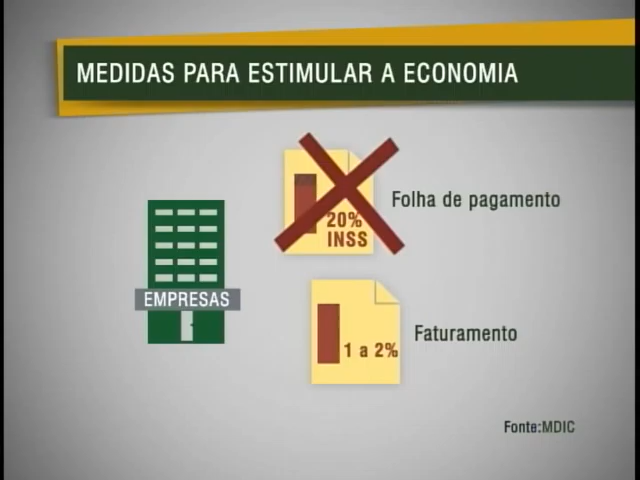 MEDIDAS PARA ESTIMULAR A ECONOMIA
20%
INSS
Folha de pagamento
EMPRESAS
1 a 2%
Faturamento
Fonte:MDIC